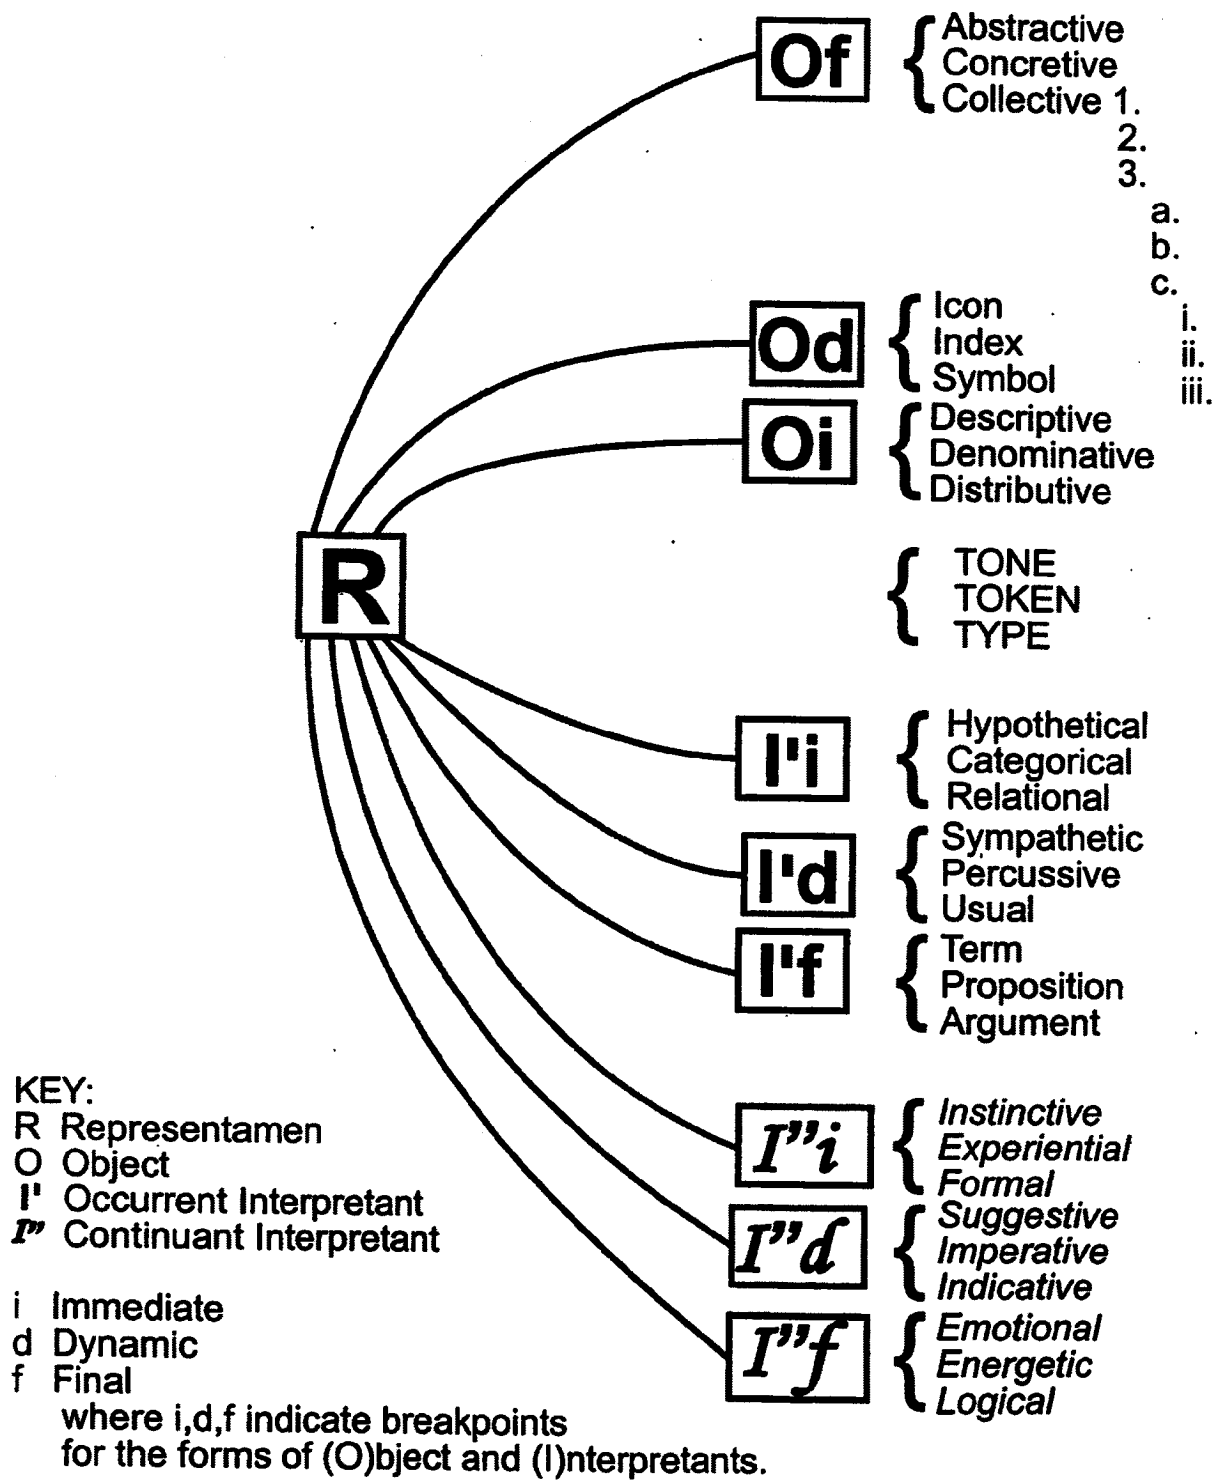 Of
Abstractive
Concretive
Collective 1.
2.
3.
a.
b.
c.
i.
ii.
iii.
Od
Icon
Index
Symbol
Oi
Descriptive
Denominative
Distributive
R
TONE
TOKEN
TYPE
I'i
Hypothetical
Categorical
Relational
I'd
Sympathetic
Percussive
Usual
I'f
Term
Proposition
Argument
I”i
Instinctive
Experiential
Formal
I”d
Suggestive
Imperative
Indicative
I”f
Emotional
Energetic
Logical
KEY:
R Representamen
O Object
I' Occurrent Interpretant
I” Continuant Interpretant
i Immediate
d Dynamic
f Final
where i,d,f indicate breakpoints
for the forms of (O)bject and (I)nterpretants.